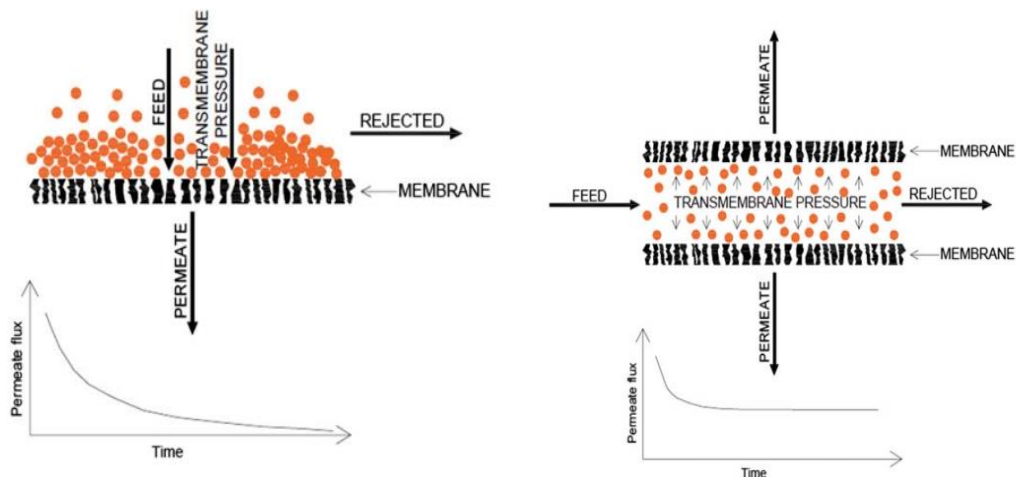 FEED
TRANSMEMBRANE
PRESSURE
REJECTED
MEMBRANE
PERMEATE
Permeate flux
Time
PERMEATE
MEMBRANE
FEED
TRANSMEMBRANE PRESSURE
REJECTED
MEMBRANE
PERMEATE
Permeate flux
Time